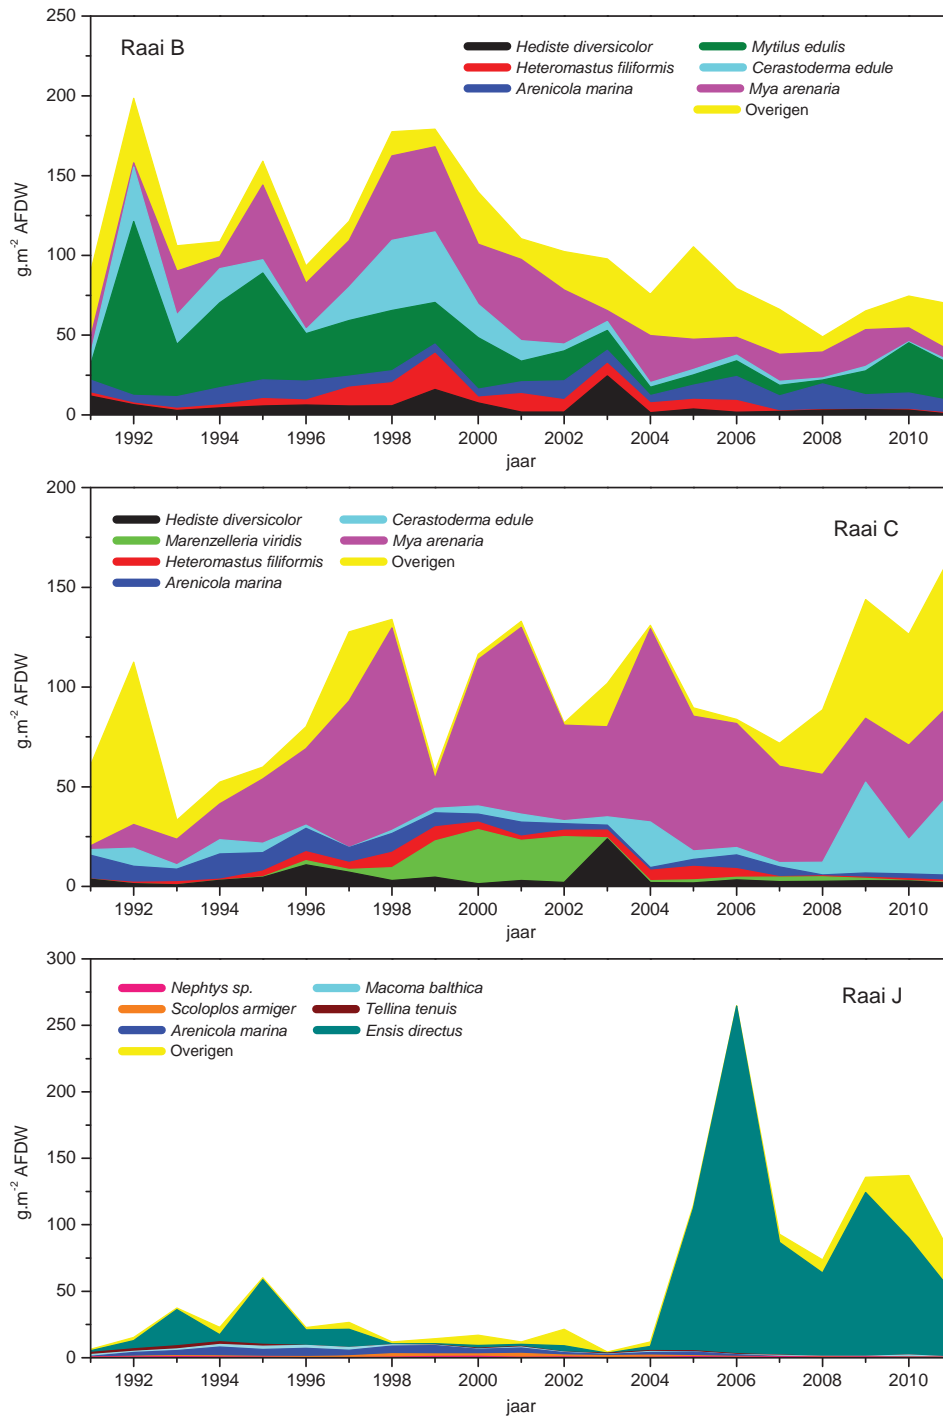 250
Raai B
Hediste diversicolor
Mytilus edulis
Heteromastus filiformis
Cerastoderma edule
Arenicola marina
Mya arenaria
Overigen
200
150
100
50
0
g.m-2 AFDW
1992 1994 1996 1998 2000 2002 2004 2006 2008 2010
jaar
200
Raai C
Hediste diversicolor
Cerastoderma edule
Marenzelleria viridis
Mya arenaria
Heteromastus filiformis
Overigen
Arenicola marina
150
100
50
0
g.m-2 AFDW
1992 1994 1996 1998 2000 2002 2004 2006 2008 2010
jaar
300
Raai J
Nephtys sp.
Macoma balthica
Scoloplos armiger
Tellina tenuis
Arenicola marina
Ensis directus
Overigen
250
200
150
100
50
0
g.m-2 AFDW
1992 1994 1996 1998 2000 2002 2004 2006 2008 2010
jaar